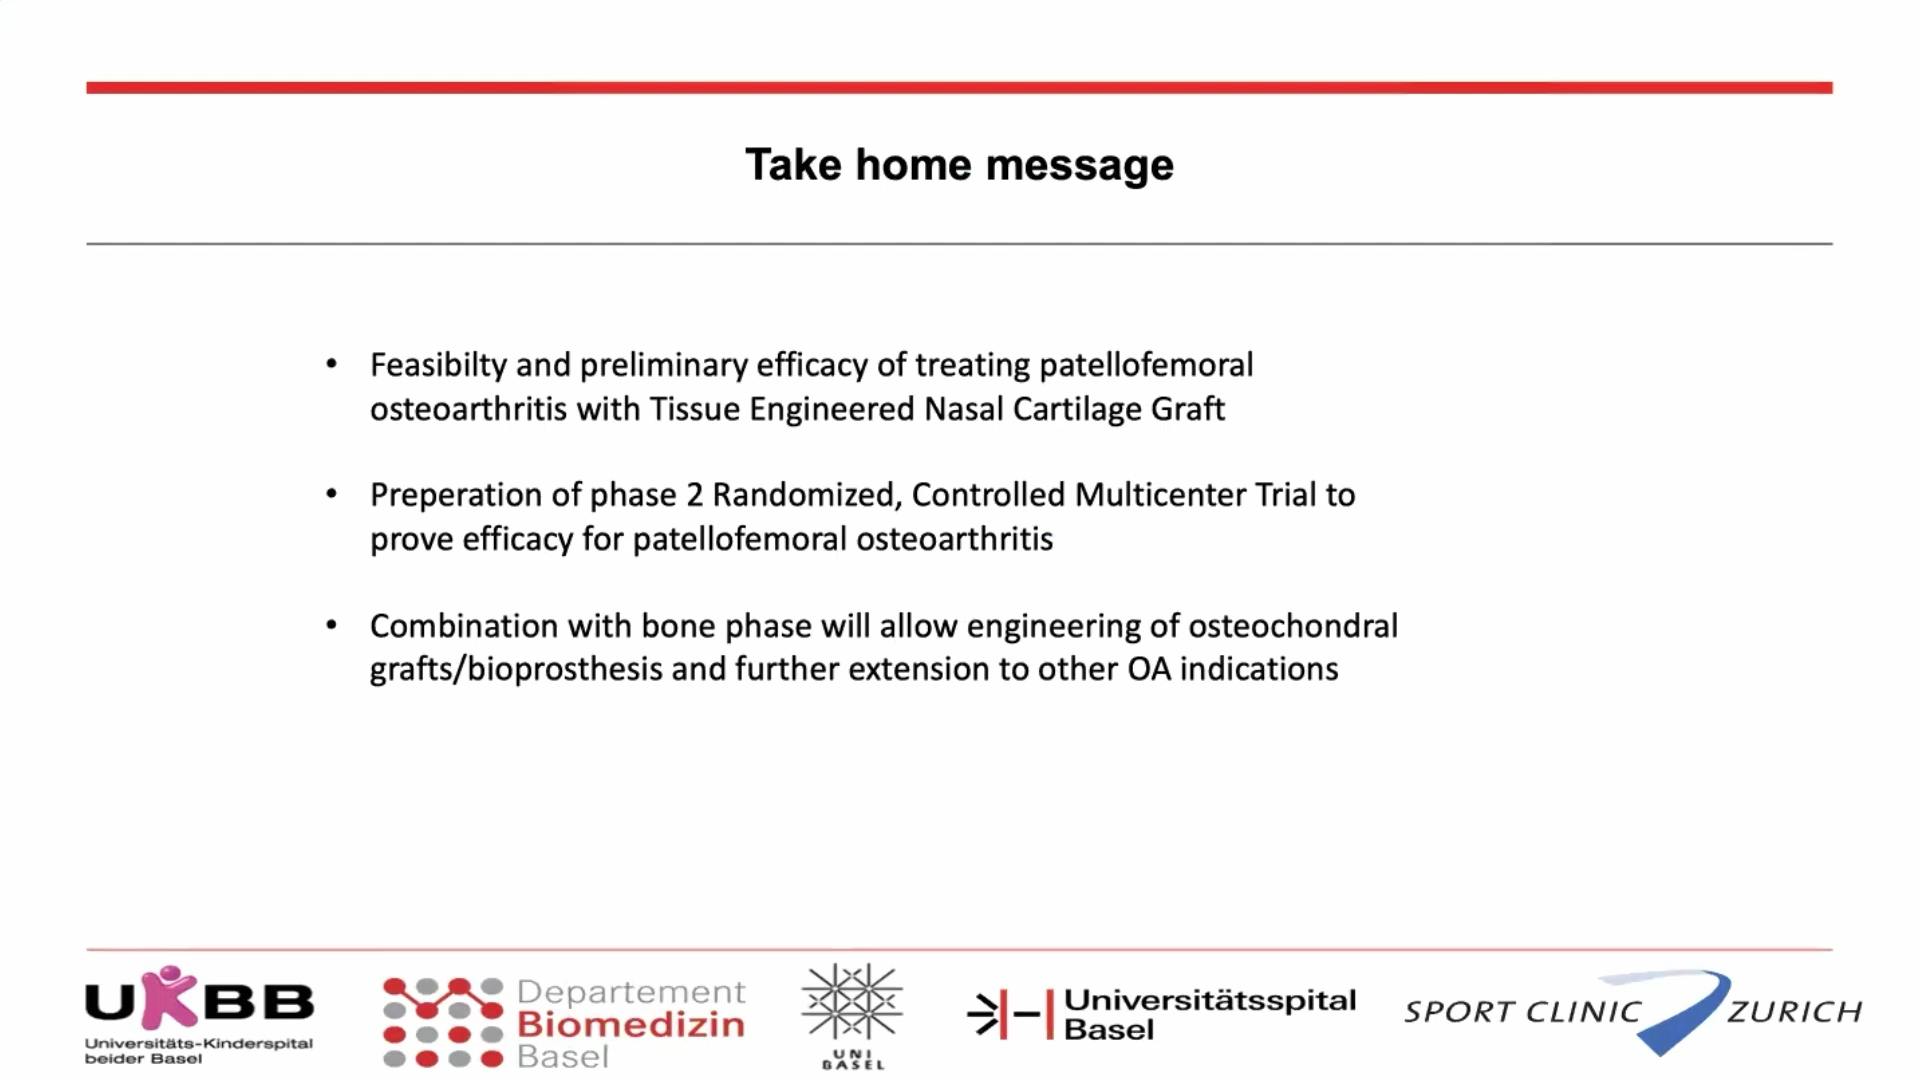 Take home message
• Feasibilty and preliminary efficacy of treating patellofemoral
osteoarthritis with Tissue Engineered Nasal Cartilage Graft
• Preperation of phase 2 Randomized, Controlled Multicenter Trial to
prove efficacy for patellofemoral osteoarthritis
• Combination with bone phase will allow engineering of osteochondral
grafts/bioprosthesis and further extension to other OA indications
UKBB
Universitäts-Kinderspital
beider Basel
Departement
Biomedizin
Basel
UNI
BASEL
Universitätsspital
Basel
SPORT CLINIC ZURICH